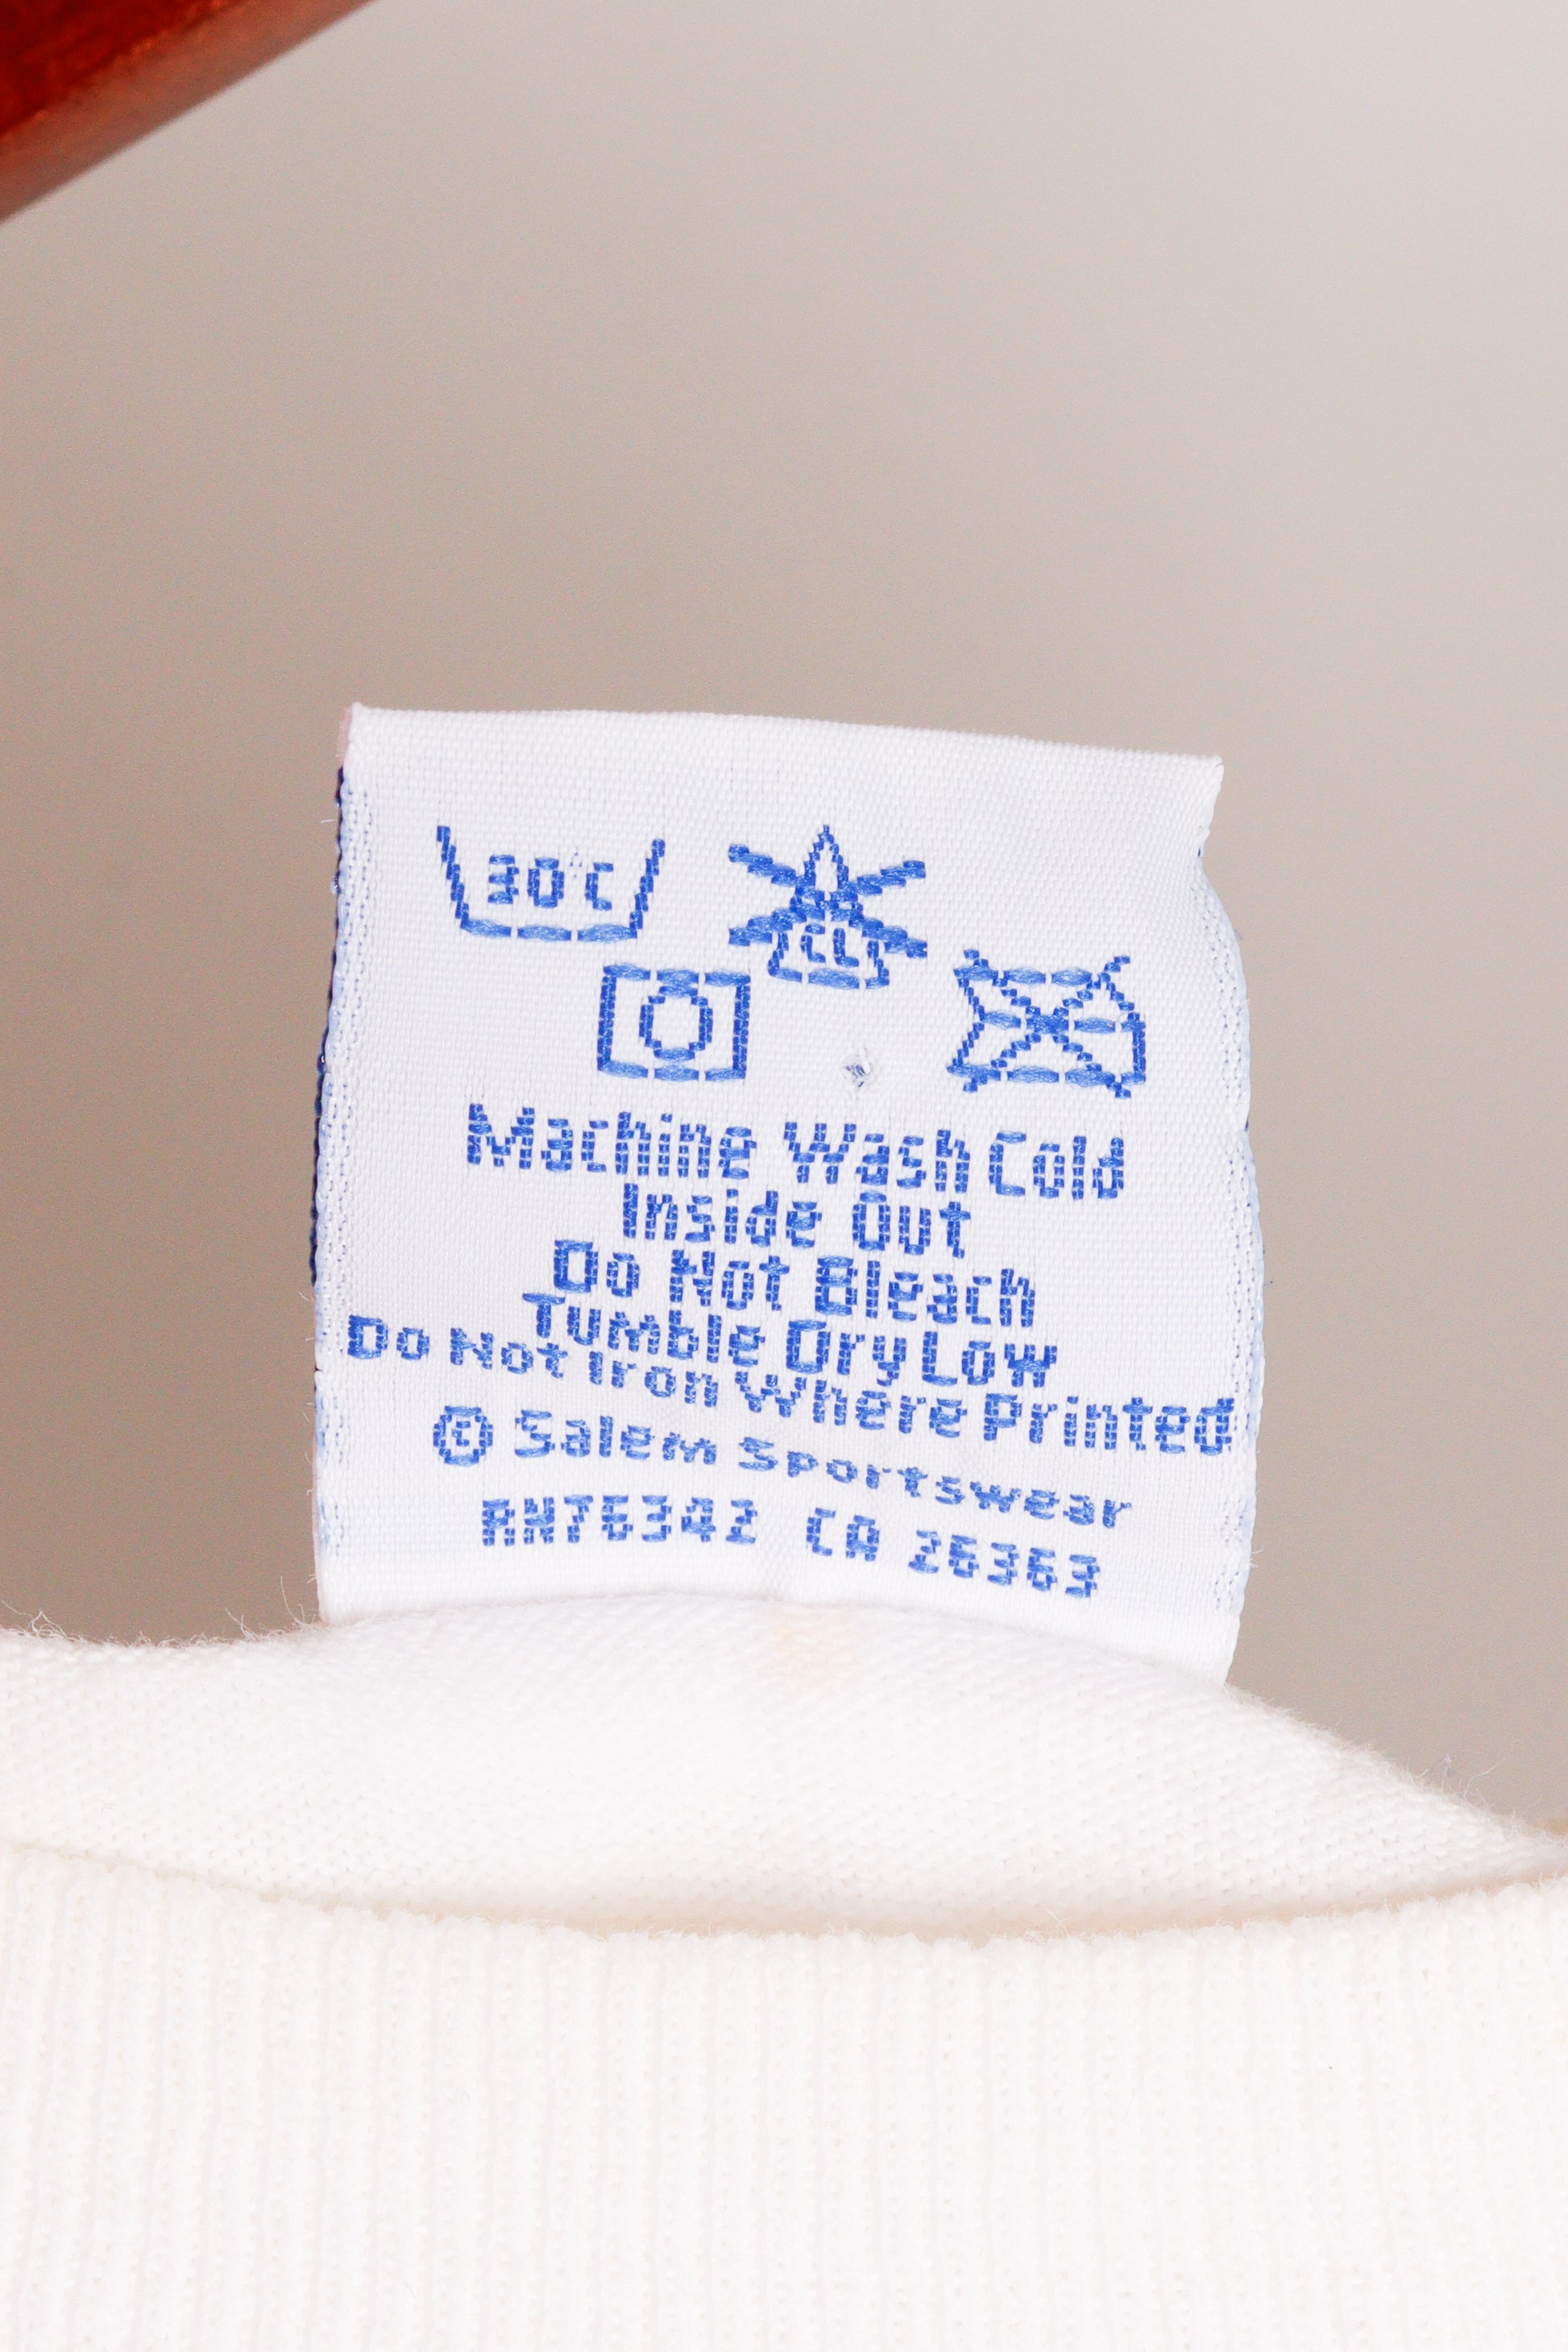 30°C
CL
Machine Wash Cold
Inside Out
Do Not Bleach
Tumble Dry Low
Do Not Iron Where Printed
© Salem Sportswear
RN76342 CA 26363